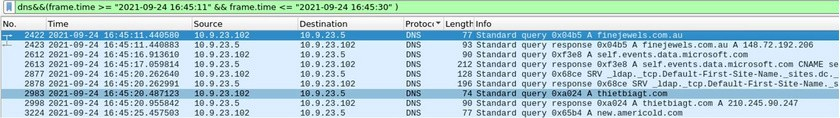 dns&&(frame.time >= "2021-09-24 16:45:11" && frame.time <= "2021-09-24 16:45:30" )
No. Time Source Destination Protoc Length Info
2422 2021-09-24 16:45:11.440580 10.9.23.102 10.9.23.5 DNS 77 Standard query 0x04b5 A finejewels.com.au
2423 2021-09-24 16:45:11.440883 10.9.23.5 10.9.23.102 DNS 93 Standard query response 0x04b5 A finejewels.com.au A 148.72.192.206
2612 2021-09-24 16:45:16.913610 10.9.23.102 10.9.23.5 DNS 90 Standard query 0xf3e8 A self.events.data.microsoft.com
2613 2021-09-24 16:45:17.059814 10.9.23.5 10.9.23.102 DNS 212 Standard query response 0xf3e8 A self.events.data.microsoft.com CNAME se
2877 2021-09-24 16:45:20.262640 10.9.23.102 10.9.23.5 DNS 128 Standard query 0x68ce SRV _ldap._tcp.Default-First-Site-Name._sites.dc._
2878 2021-09-24 16:45:20.262991 10.9.23.5 10.9.23.102 DNS 196 Standard query response 0x68ce SRV _ldap._tcp.Default-First-Site-Name._s
2983 2021-09-24 16:45:20.487123 10.9.23.102 10.9.23.5 DNS 74 Standard query 0xa024 A thietbiagt.com
2998 2021-09-24 16:45:20.955842 10.9.23.5 10.9.23.102 DNS 90 Standard query response 0xa024 A thietbiagt.com A 210.245.90.247
3224 2021-09-24 16:45:25.457503 10.9.23.102 10.9.23.5 DNS 77 Standard query 0x65b4 A new.americold.com